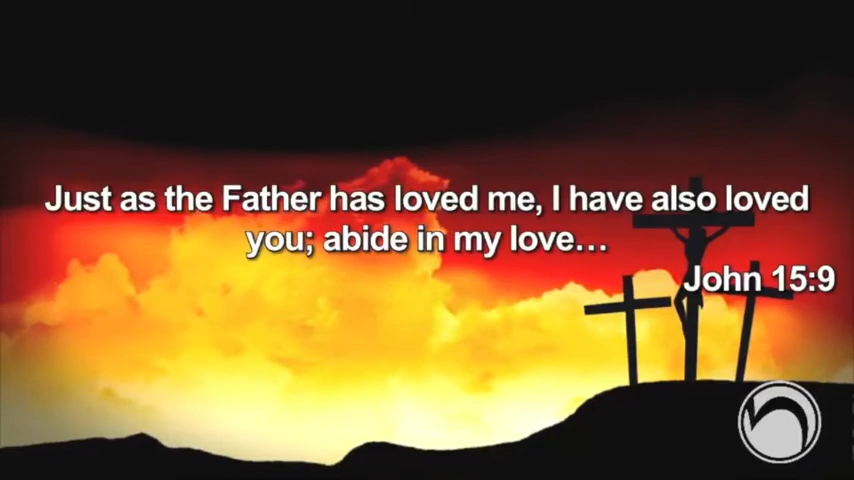 Just as the Father has loved me, I have also loved
you; abide in my love…
John 15:9